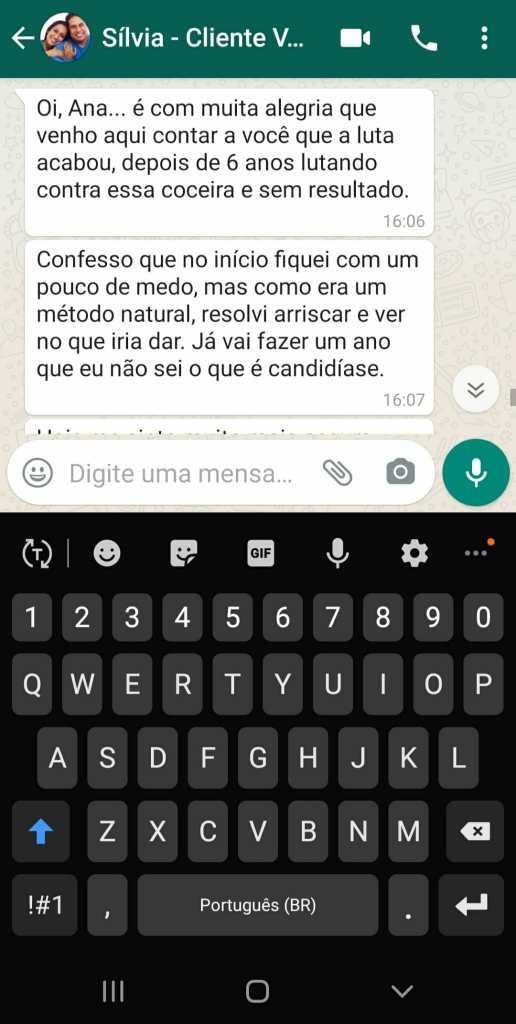 Sílvia - Cliente V...
Oi, Ana... é com muita alegria que
venho aqui contar a você que a luta
acabou, depois de 6 anos lutando
contra essa coceira e sem resultado.
16:06
Confesso que no início fiquei com um
pouco de medo, mas como era um
método natural, resolvi arriscar e ver
no que iria dar. Já vai fazer um ano
que eu não sei o que é candidíase.
16:07
Digite uma mensa...
T
GIF
1 2 3 4 5 6 7 8 9 0
Q W E R T Y U I O P
A S D F G H J K L
Z X C V B N M
!#1 , Português (BR) .